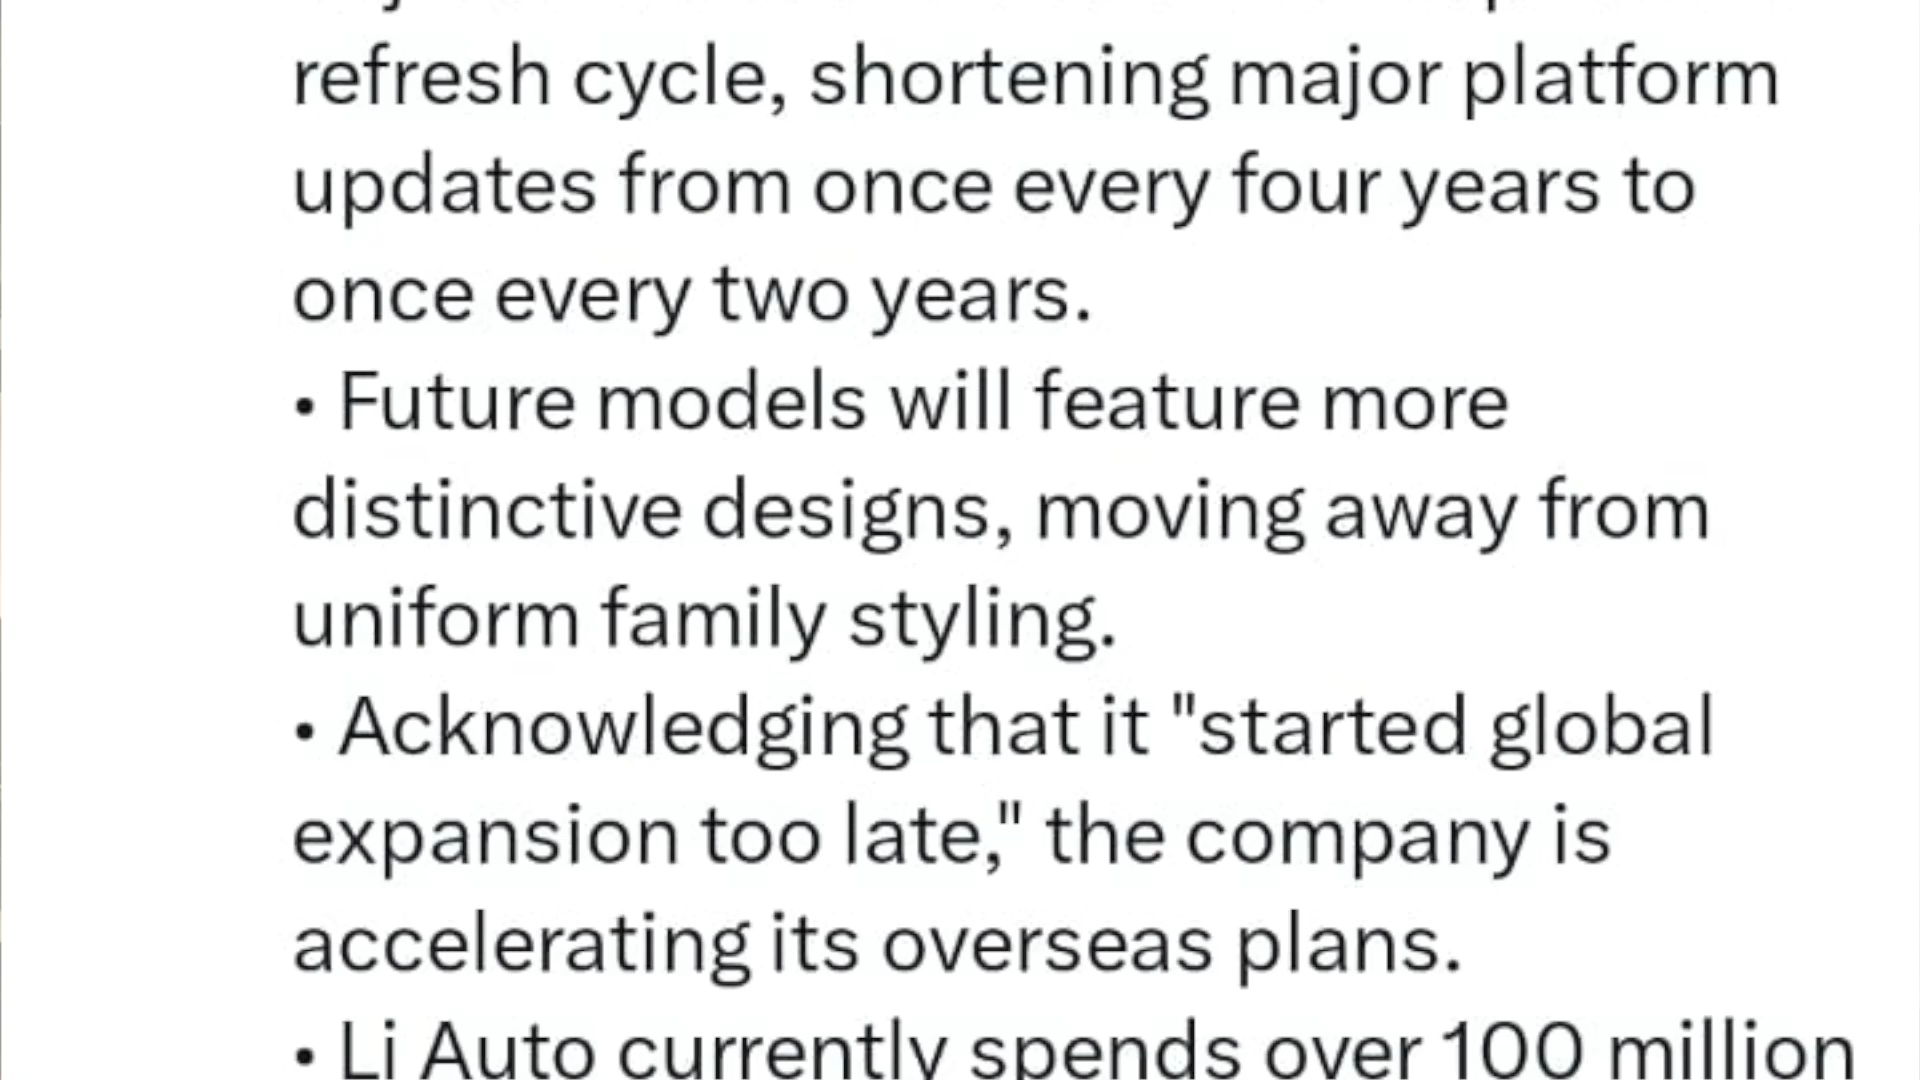 refresh cycle, shortening major platform
updates from once every four years to
once every two years.
• Future models will feature more
distinctive designs, moving away from
uniform family styling.
• Acknowledging that it "started global
expansion too late," the company is
accelerating its overseas plans.
• Li Auto currently spends over 100 million